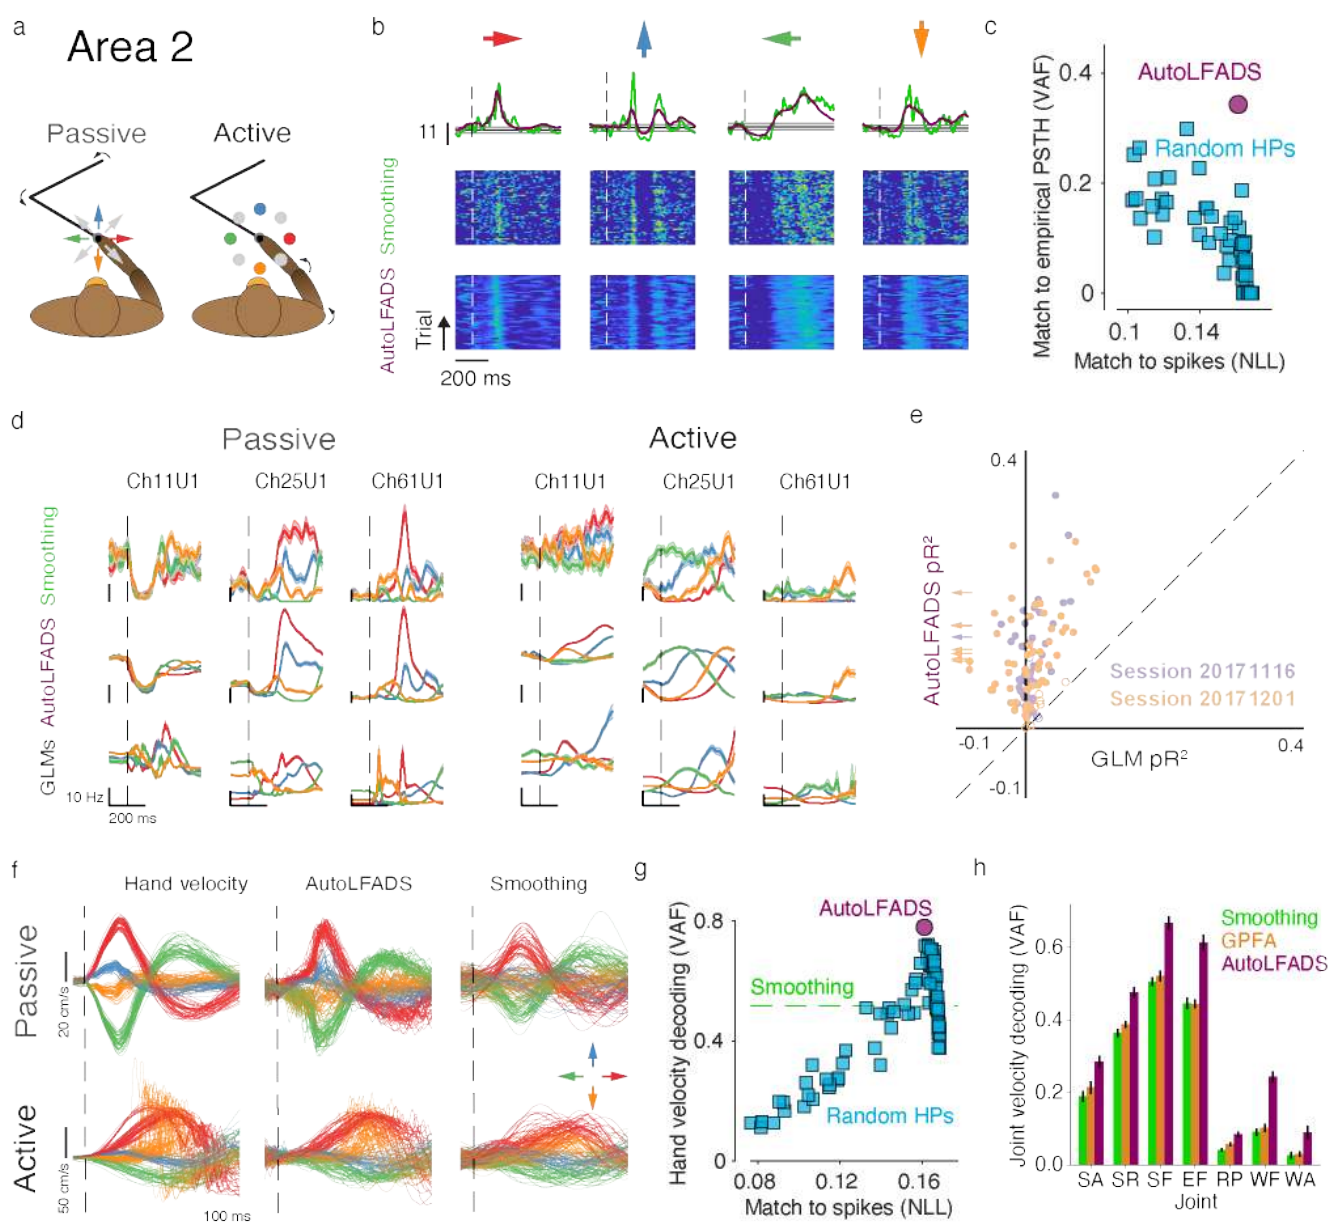 a
Area 2
Passive
Active
b
11
Smoothing
AutoLFADS
Trial
200 ms
c
Match to empirical PSTH (VAF)
0.4
0.2
0
AutoLFADS
Random HPs
0.1
0.14
Match to spikes (NLL)
d
Passive
Active
Ch11U1
Ch25U1
Ch61U1
Ch11U1
Ch25U1
Ch61U1
Smoothing
AutoLFADS
GLMs
10 Hz
200 ms
e
0.4
AutoLFADS pR²
Session 20171116
Session 20171201
-0.1
GLM pR²
0.4
-0.1
f
Hand velocity
AutoLFADS
Smoothing
Passive
20 cm/s
Active
50 cm/s
100 ms
g
Hand velocity decoding (VAF)
0.8
0.4
0
AutoLFADS
Smoothing
Random HPs
0.08
0.12
0.16
Match to spikes (NLL)
h
Joint velocity decoding (VAF)
0.6
0.4
0.2
0.0
Smoothing
GPFA
AutoLFADS
SA SR SF EF RP WF WA
Joint